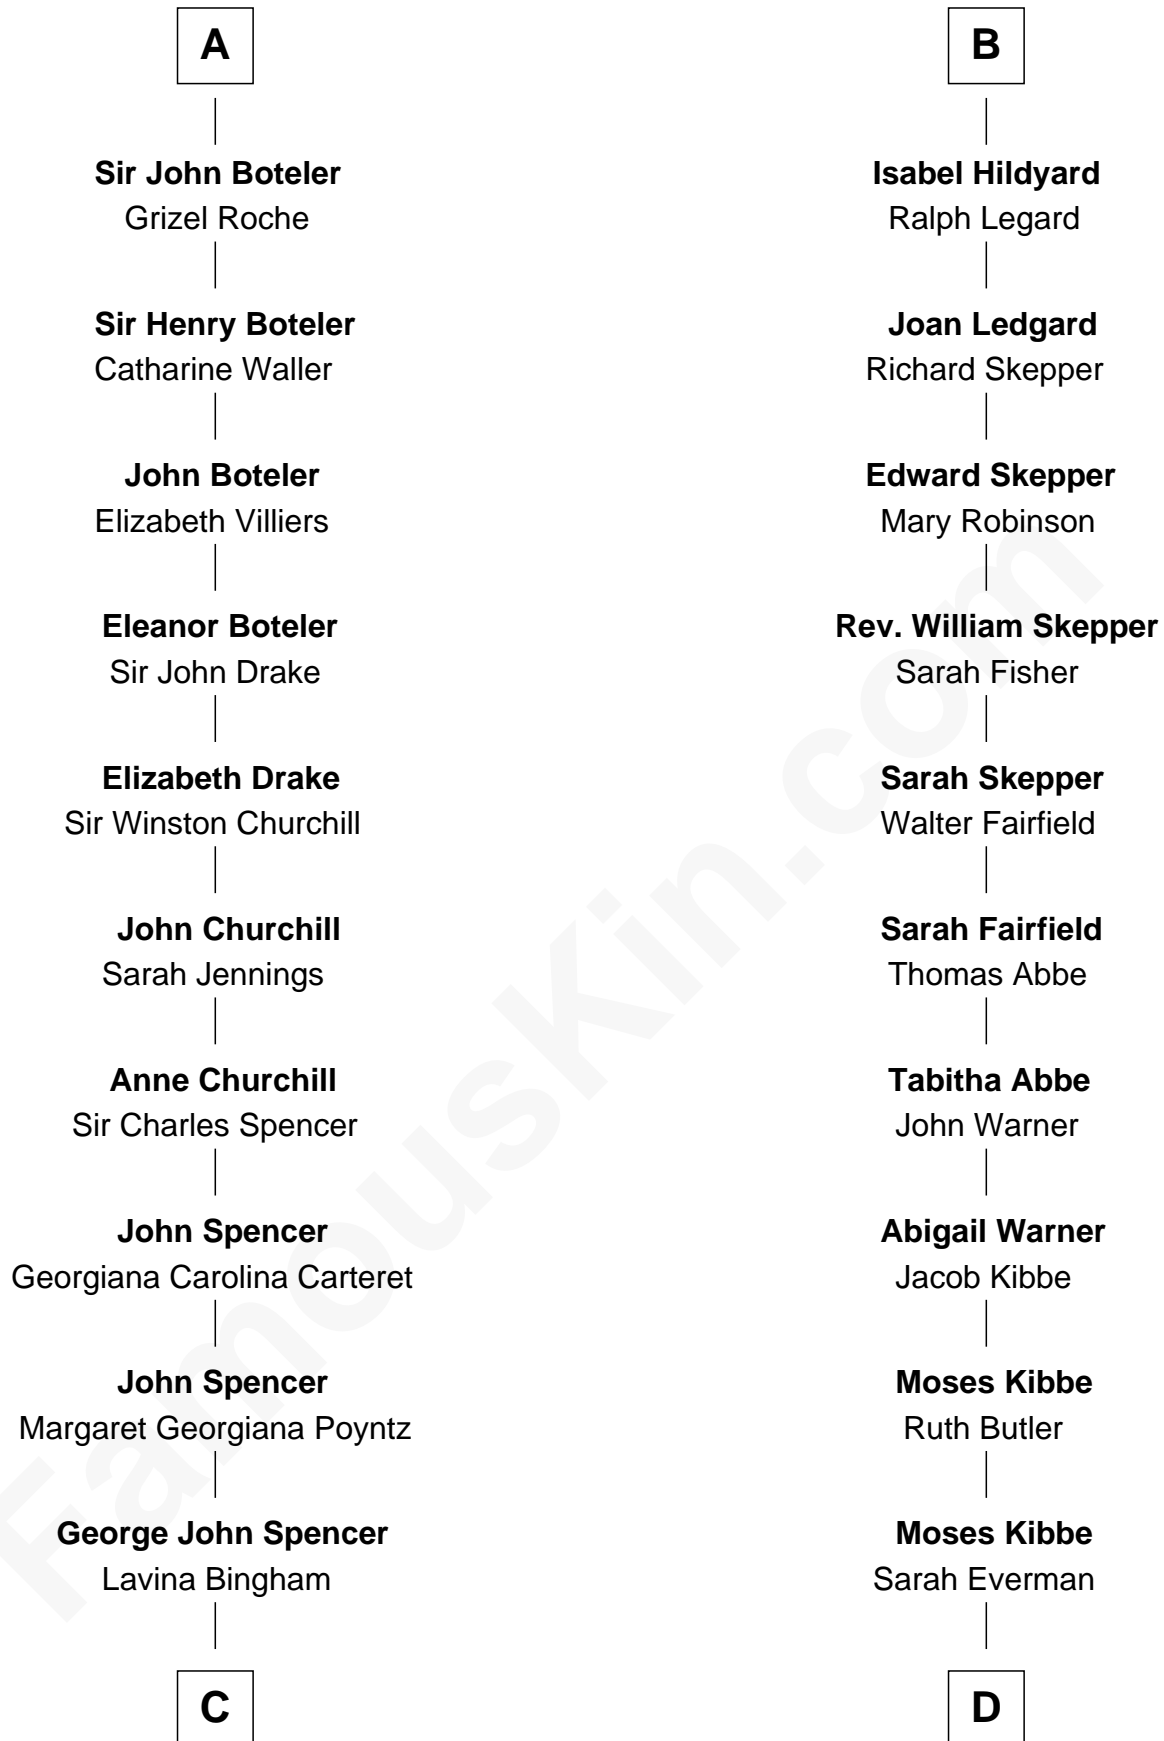 A
Sir John Boteler
Grizel Roche
Sir Henry Boteler
Catharine Waller
John Boteler
Elizabeth Villiers
Eleanor Boteler
Sir John Drake
Elizabeth Drake
Sir Winston Churchill
John Churchill
Sarah Jennings
Anne Churchill
Sir Charles Spencer
John Spencer
Georgiana Carolina Carteret
John Spencer
Margaret Georgiana Poyntz
George John Spencer
Lavina Bingham
C
B
Isabel Hildyard
Ralph Legard
Joan Ledgard
Richard Skepper
Edward Skepper
Mary Robinson
Rev. William Skepper
Sarah Fisher
Sarah Skepper
Walter Fairfield
Sarah Fairfield
Thomas Abbe
Tabitha Abbe
John Warner
Abigail Warner
Jacob Kibbe
Moses Kibbe
Ruth Butler
Moses Kibbe
Sarah Everman
D
FamousKin.com